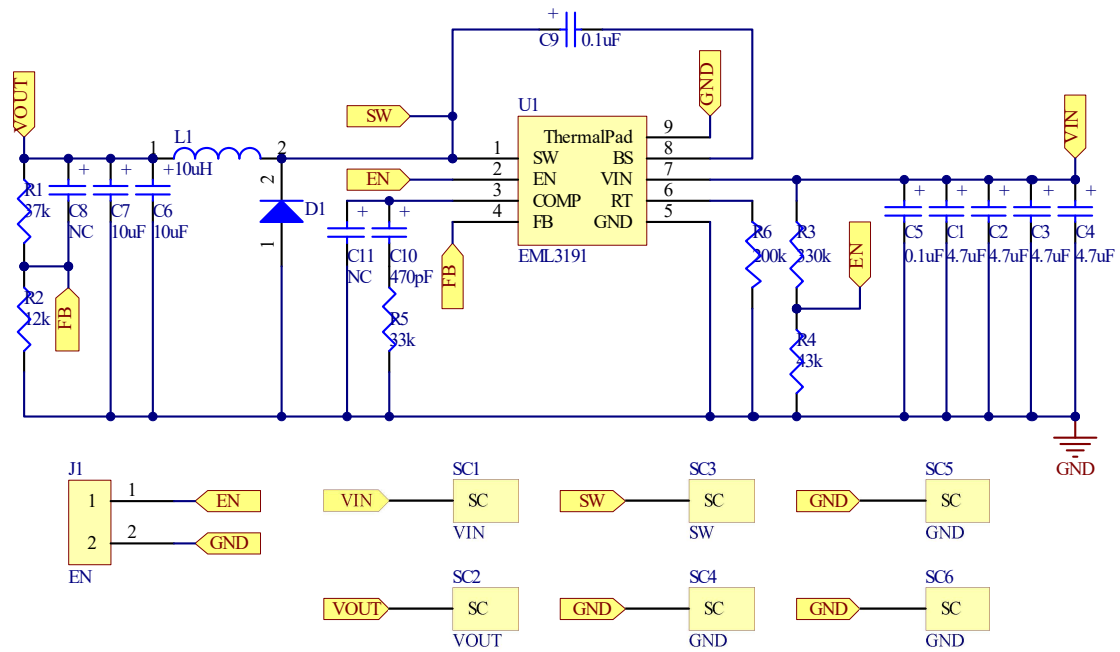 +
C9
0.1uF
VOUT
GND
U1
SW
9
ThermalPad
VIN
1
L1
10uH
2
1
SW
BS
8
EN
2
EN
VIN
7
3
COMP
RT
6
4
FB
GND
5
EML3191
+
+
+
R1
37k
C8
NC
C7
10uF
C6
10uF
2
D1
1
+
+
C11
NC
C10
470pF
FB
R6
200k
R3
330k
EN
+
+
+
+
+
C5
0.1uF
C1
4.7uF
C2
4.7uF
C3
4.7uF
C4
4.7uF
R2
12k
FB
R5
33k
R4
43k
GND
J1
1
1
EN
2
2
GND
EN
SC1
VIN
SC
VIN
SC3
SW
SC
SW
SC5
GND
SC
GND
SC2
VOUT
SC
VOUT
SC4
GND
SC
GND
SC6
GND
SC
GND